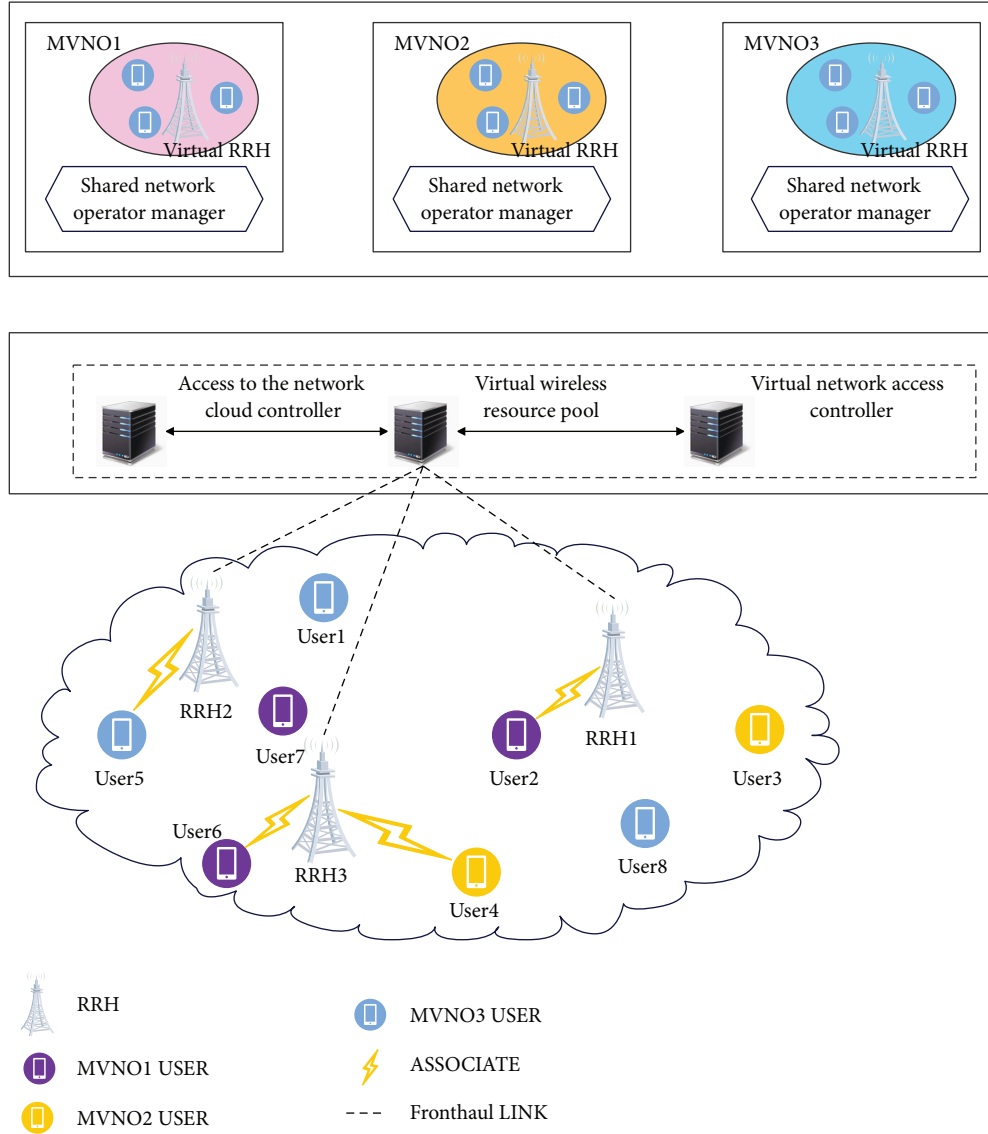 MVNO1
Virtual RRH
Shared network
operator manager
MVNO2
Virtual RRH
Shared network
operator manager
MVNO3
Virtual RRH
Shared network
operator manager
Access to the network
cloud controller
Virtual wireless
resource pool
Virtual network access
controller
User1
RRH2
User7
User5
RRH1
User2
User3
User6
RRH3
User4
User8
RRH
MVNO1 USER
MVNO2 USER
MVNO3 USER
ASSOCIATE
Fronthaul LINK